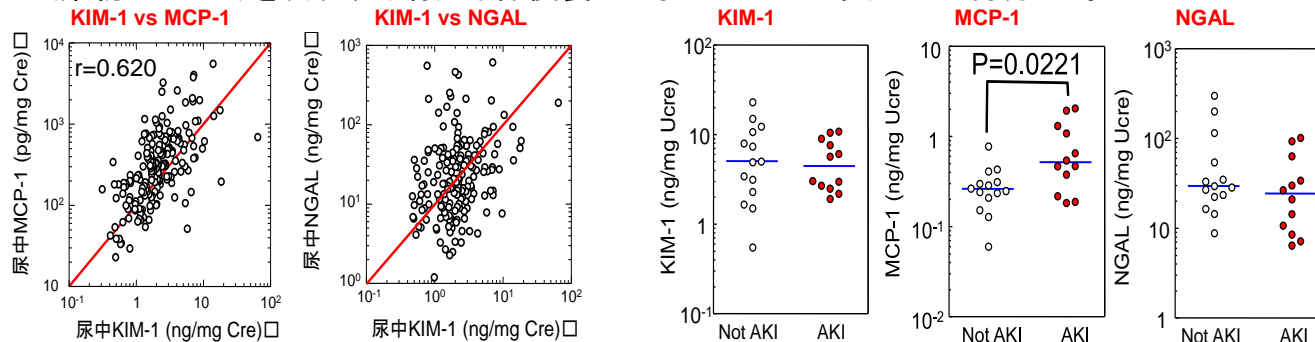 KIM-1 vs MCP-1
KIM-1 vs NGAL
KIM-1
MCP-1
NGAL
尿中MCP-1 (pg/mg Cre)□
10⁴
10³
10²
10
r=0.620
10⁻¹
1
10
10²
尿中KIM-1 (ng/mg Cre)□
尿中NGAL (ng/mg Cre)□
10³
10²
10¹
10⁰
10⁻¹
10⁰
10¹
10²
尿中KIM-1 (ng/mg Cre)□
KIM-1 (ng/mg Ucre)
10²
10
1
10⁻¹
Not AKI
AKI
MCP-1 (ng/mg Ucre)
10
1
10⁻¹
10⁻²
P=0.0221
Not AKI
AKI
NGAL (ng/mg Ucre)
10³
10²
10
1
Not AKI
AKI